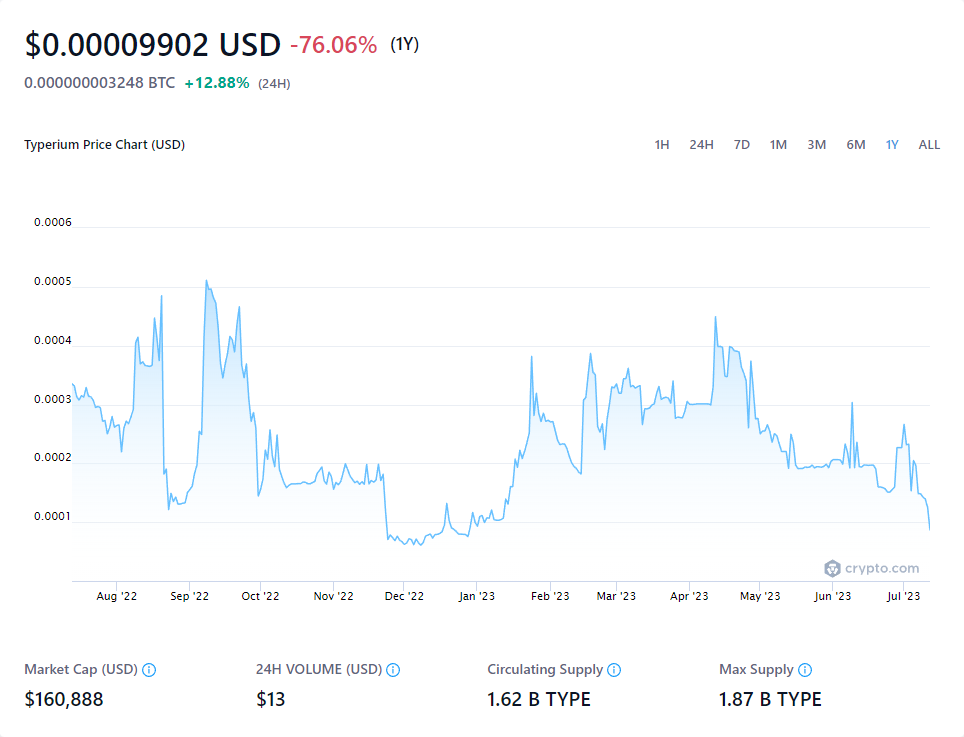 $0.00009902 USD -76.06% (1Y)
0.000000003248 BTC +12.88% (24H)
Typerium Price Chart (USD) 1H 24H 7D 1M 3M 6M 1Y ALL
0.0006
0.0005
0.0004
0.0003
0.0002
0.0001
crypto.com
Aug '22 Sep '22 Oct '22 Nov '22 Dec '22 Jan '23 Feb '23 Mar '23 Apr '23 May '23 Jun '23 Jul '23
Market Cap (USD) 24H VOLUME (USD) Circulating Supply Max Supply
$160,888 $13 1.62 B TYPE 1.87 B TYPE